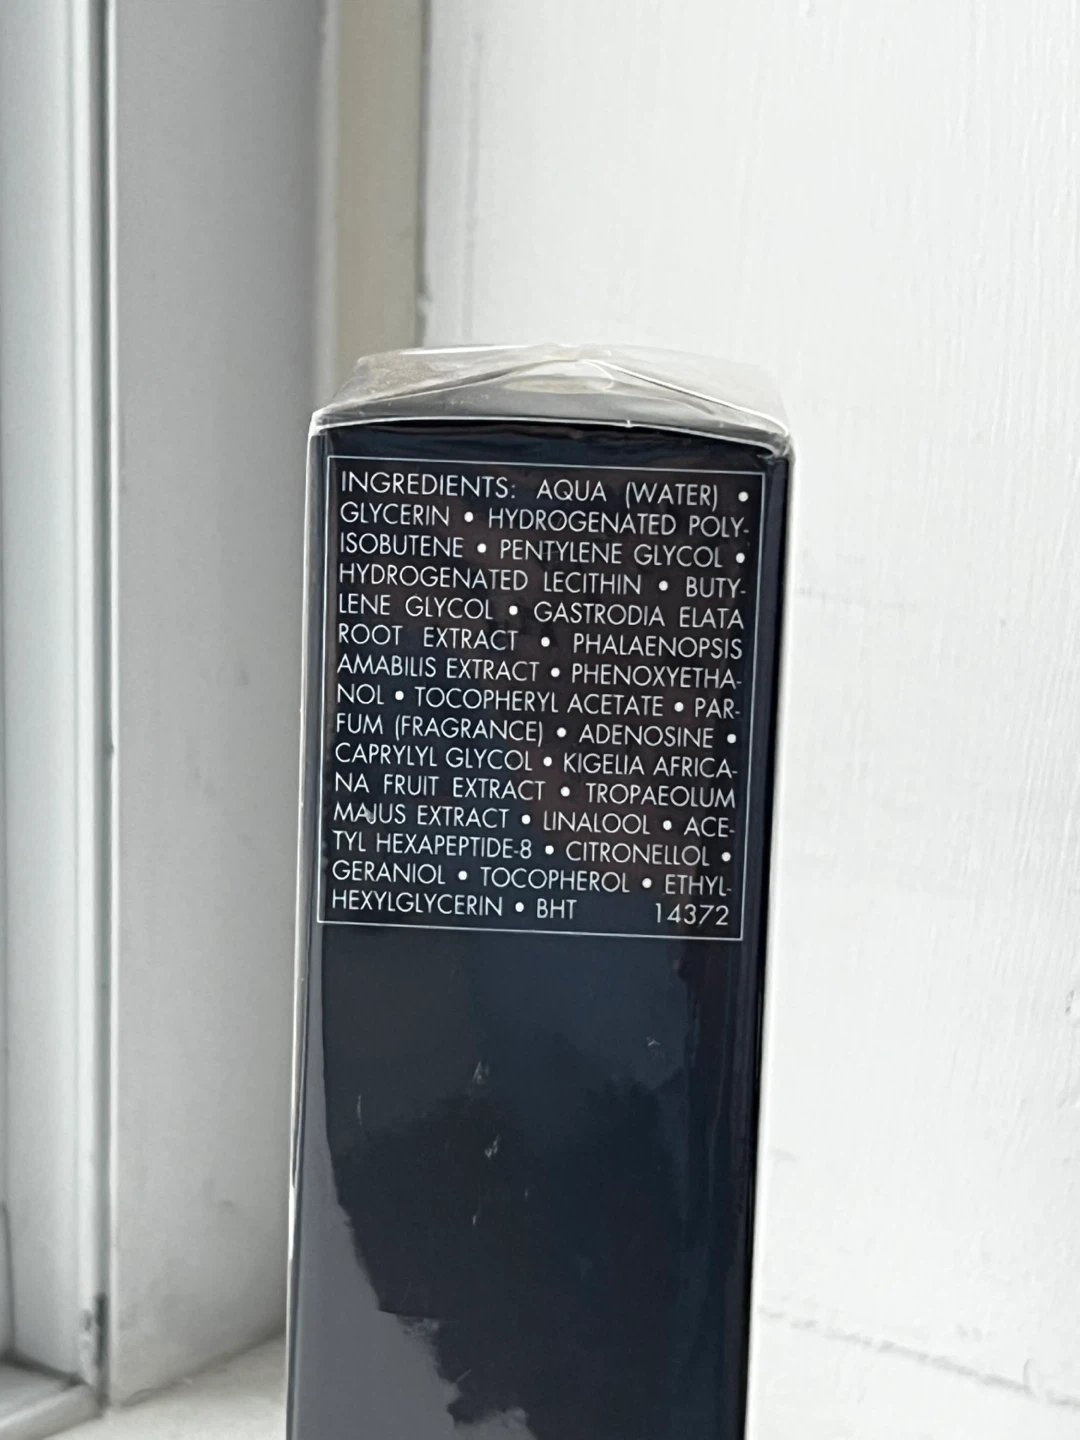 INGREDIENTS: AQUA (WATER) •
GLYCERIN • HYDROGENATED POLY-
ISOBUTENE • PENTYLENE GLYCOL •
HYDROGENATED LECITHIN • BUTY-
LENE GLYCOL • GASTRODIA ELATA
ROOT EXTRACT • PHALAENOPSIS
AMABILIS EXTRACT • PHENOXYETHA-
NOL • TOCOPHERYL ACETATE • PAR-
FUM (FRAGRANCE) • ADENOSINE •
CAPRYLYL GLYCOL • KIGELIA AFRICA-
NA FRUIT EXTRACT • TROPAEOLUM
MAJUS EXTRACT • LINALOOL • ACE-
TYL HEXAPEPTIDE-8 • CITRONELLOL •
GERANIOL • TOCOPHEROL • ETHYL-
HEXYLGLYCERIN • BHT 14372